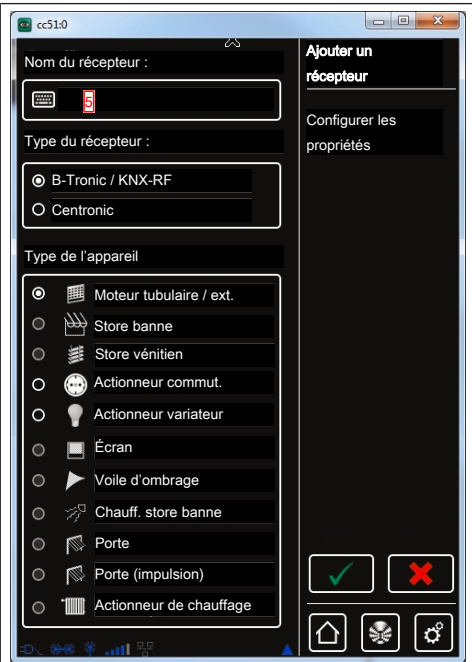 cc51:0
Nom du récepteur :
5
Type du récepteur :
B-Tronic / KNX-RF
Centronic
Type de l'appareil
Moteur tubulaire / ext.
Store banne
Store vénitien
Actionneur commut.
Actionneur variateur
Écran
Voile d'ombrage
Chauff. store banne
Porte
Porte (impulsion)
Actionneur de chauffage
Ajouter un
récepteur
Configurer les
propriétés